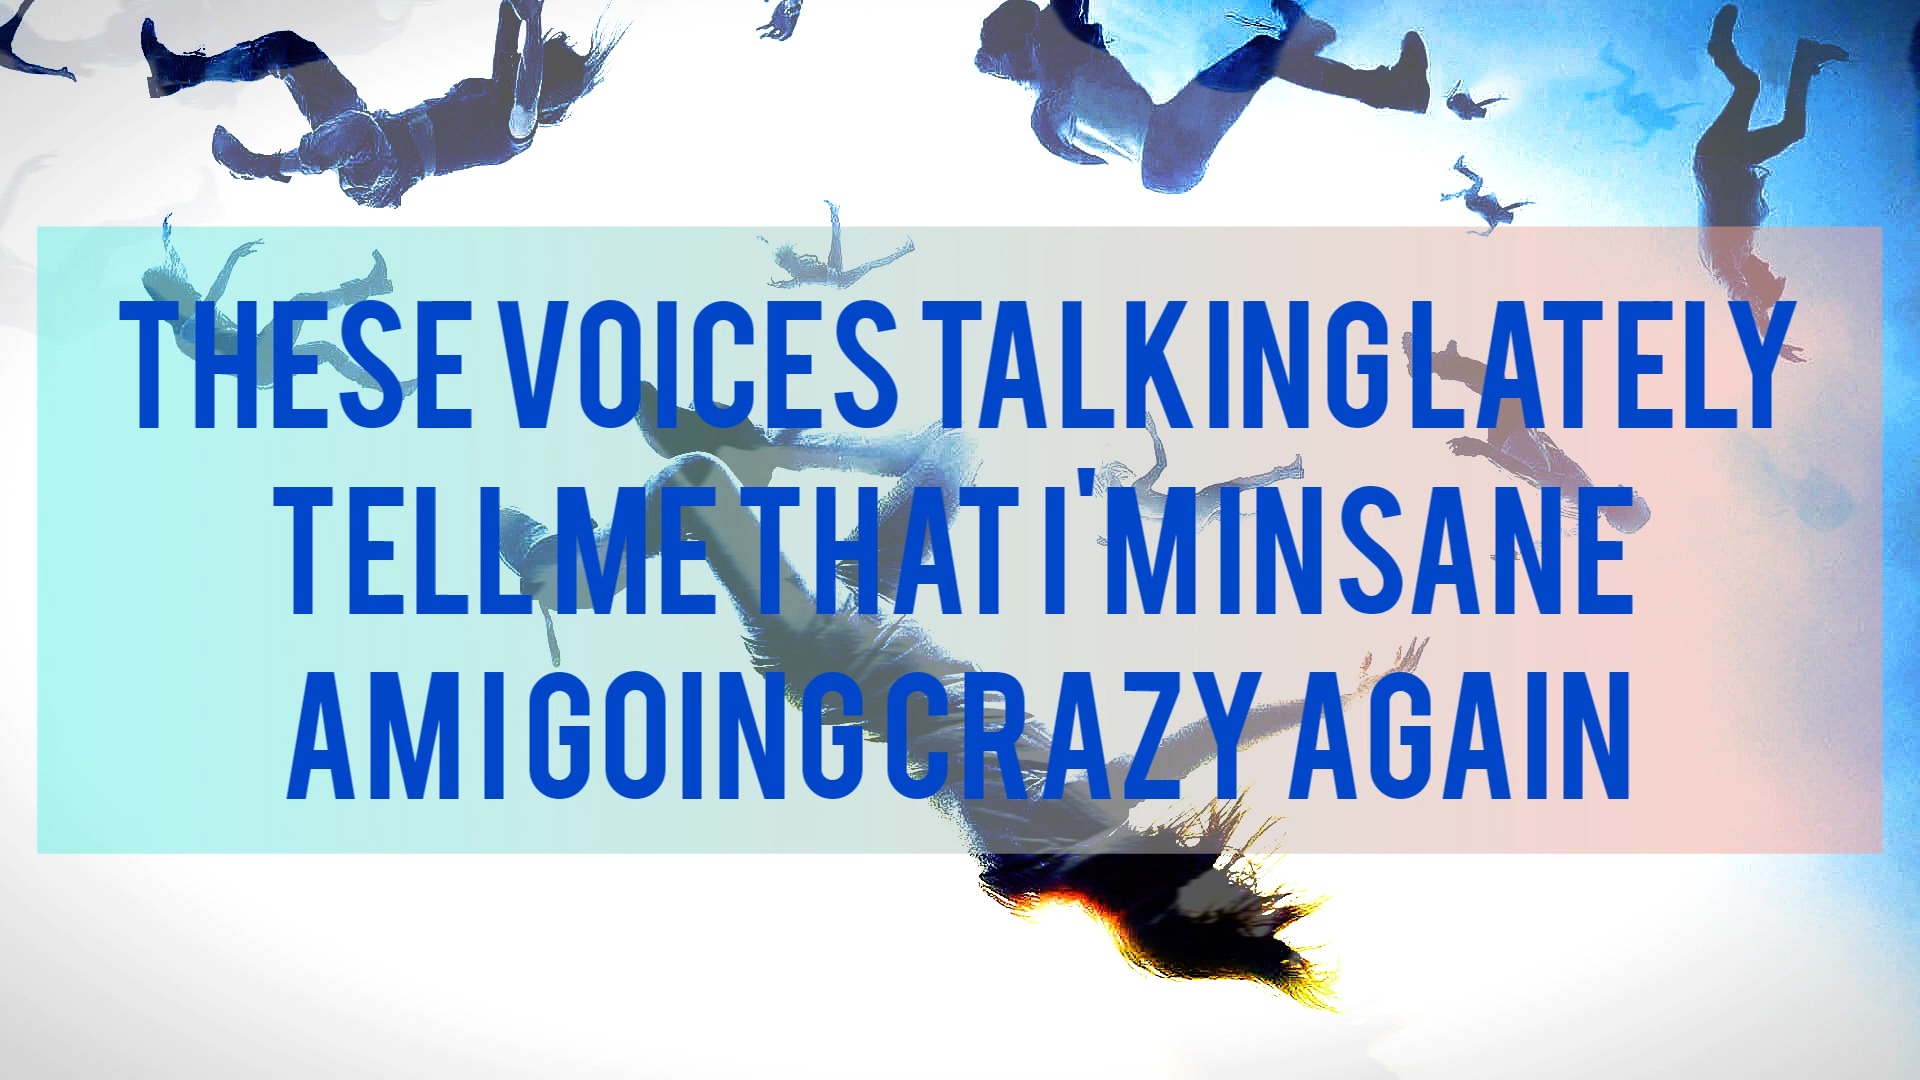 THESE VOICES TALKING LATELY
TELL ME THAT I'M INSANE
AM I GOING CRAZY AGAIN